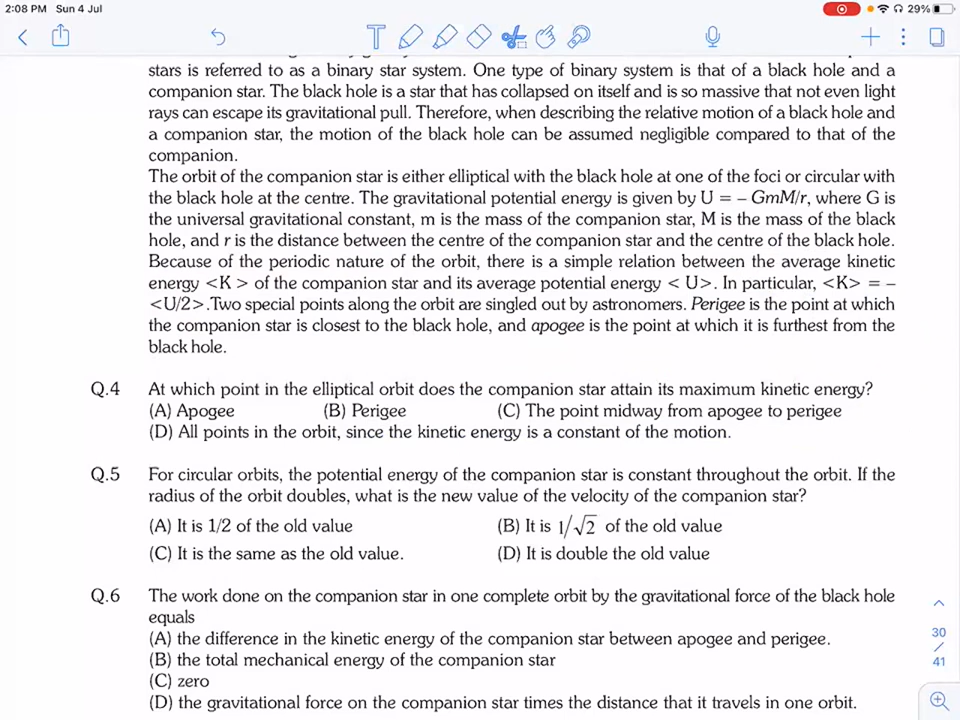 2:08 PM Sun 4 Jul 29%
stars is referred to as a binary star system. One type of binary system is that of a black hole and a
companion star. The black hole is a star that has collapsed on itself and is so massive that not even light
rays can escape its gravitational pull. Therefore, when describing the relative motion of a black hole and
a companion star, the motion of the black hole can be assumed negligible compared to that of the
companion.
The orbit of the companion star is either elliptical with the black hole at one of the foci or circular with
the black hole at the centre. The gravitational potential energy is given by U = – GmM/r, where G is
the universal gravitational constant, m is the mass of the companion star, M is the mass of the black
hole, and r is the distance between the centre of the companion star and the centre of the black hole.
Because of the periodic nature of the orbit, there is a simple relation between the average kinetic
energy <K > of the companion star and its average potential energy < U>. In particular, <K> = –
<U/2>.Two special points along the orbit are singled out by astronomers. Perigee is the point at which
the companion star is closest to the black hole, and apogee is the point at which it is furthest from the
black hole.
Q.4 At which point in the elliptical orbit does the companion star attain its maximum kinetic energy?
(A) Apogee (B) Perigee (C) The point midway from apogee to perigee
(D) All points in the orbit, since the kinetic energy is a constant of the motion.
Q.5 For circular orbits, the potential energy of the companion star is constant throughout the orbit. If the
radius of the orbit doubles, what is the new value of the velocity of the companion star?
(A) It is 1/2 of the old value (B) It is 1/√2 of the old value
(C) It is the same as the old value. (D) It is double the old value
Q.6 The work done on the companion star in one complete orbit by the gravitational force of the black hole
equals
(A) the difference in the kinetic energy of the companion star between apogee and perigee.
(B) the total mechanical energy of the companion star
(C) zero
(D) the gravitational force on the companion star times the distance that it travels in one orbit.
30
/
41